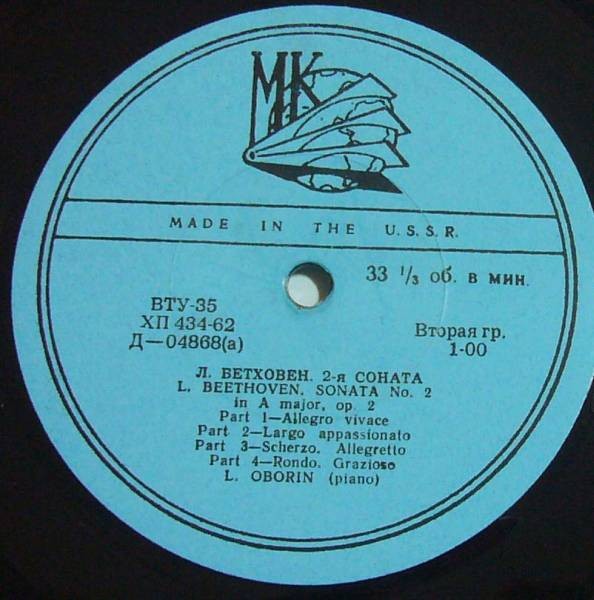 МК
MADE IN THE U.S.S.R.
33 1/3 об. в мин.
ВТУ-35
ХП 434-62
Д—04868(а)
Вторая гр.
1-00
Л. БЕТХОВЕН. 2-я СОНАТА
L. BEETHOVEN. SONATA No. 2
in A major, op. 2
Part 1—Allegro vivace
Part 2—Largo appassionato
Part 3—Scherzo. Allegretto
Part 4—Rondo. Grazioso
L. OBORIN (piano)